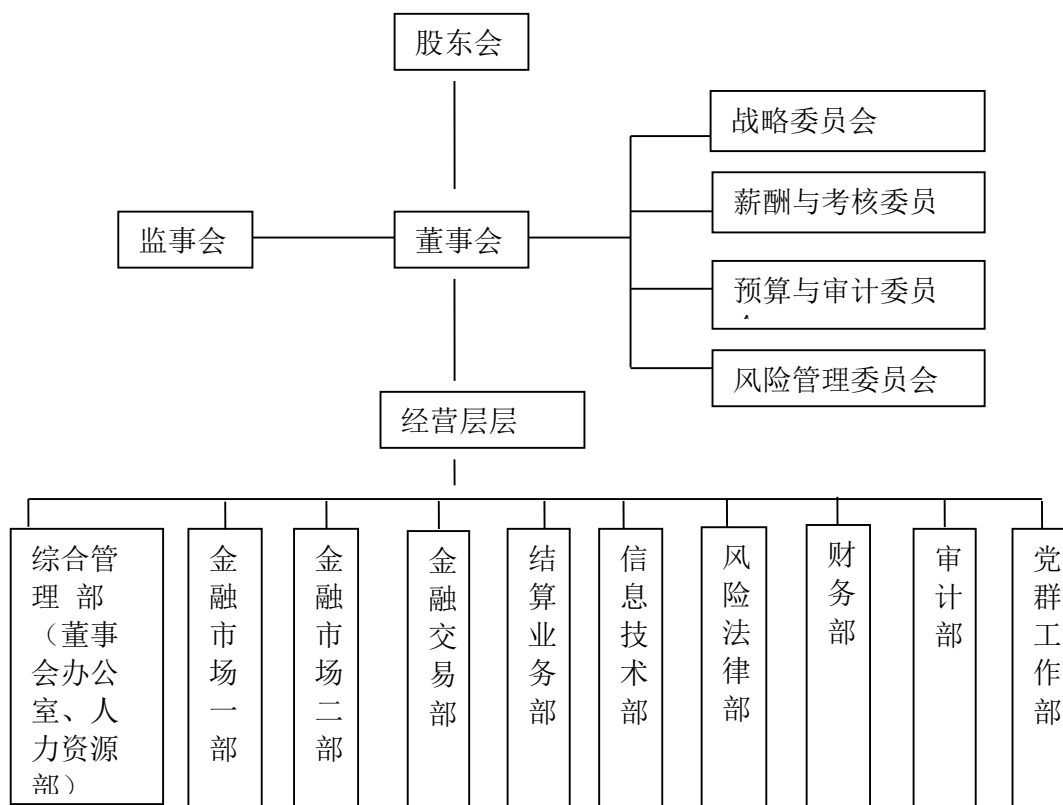 股东会
战略委员会
薪酬与考核委员
监事会
董事会
预算与审计委员
风险管理委员会
经营层层
综合管
理 部
（董事
会办公
室、人
力资源
部）
金融市场一部
金融市场二部
金融交易部
结算业务部
信息技术部
风险法律部
财务部
审计部
党群工作部